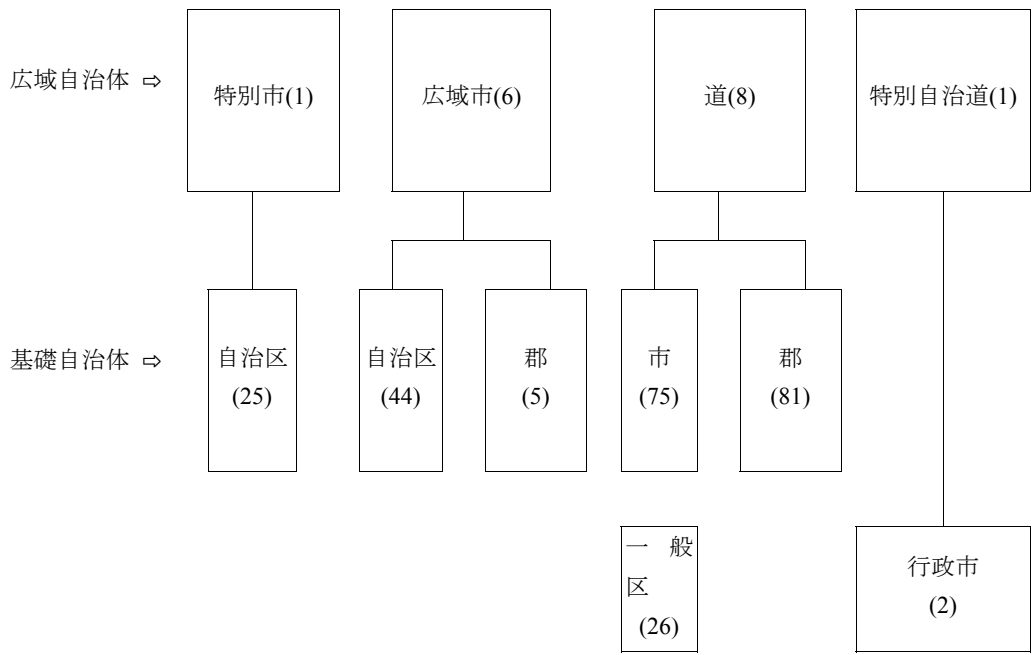 広域自治体 ⇨
特別市(1)
広域市(6)
道(8)
特別自治道(1)
基礎自治体 ⇨
自治区
(25)
自治区
(44)
郡
(5)
市
(75)
郡
(81)
一 般
区
(26)
行政市
(2)